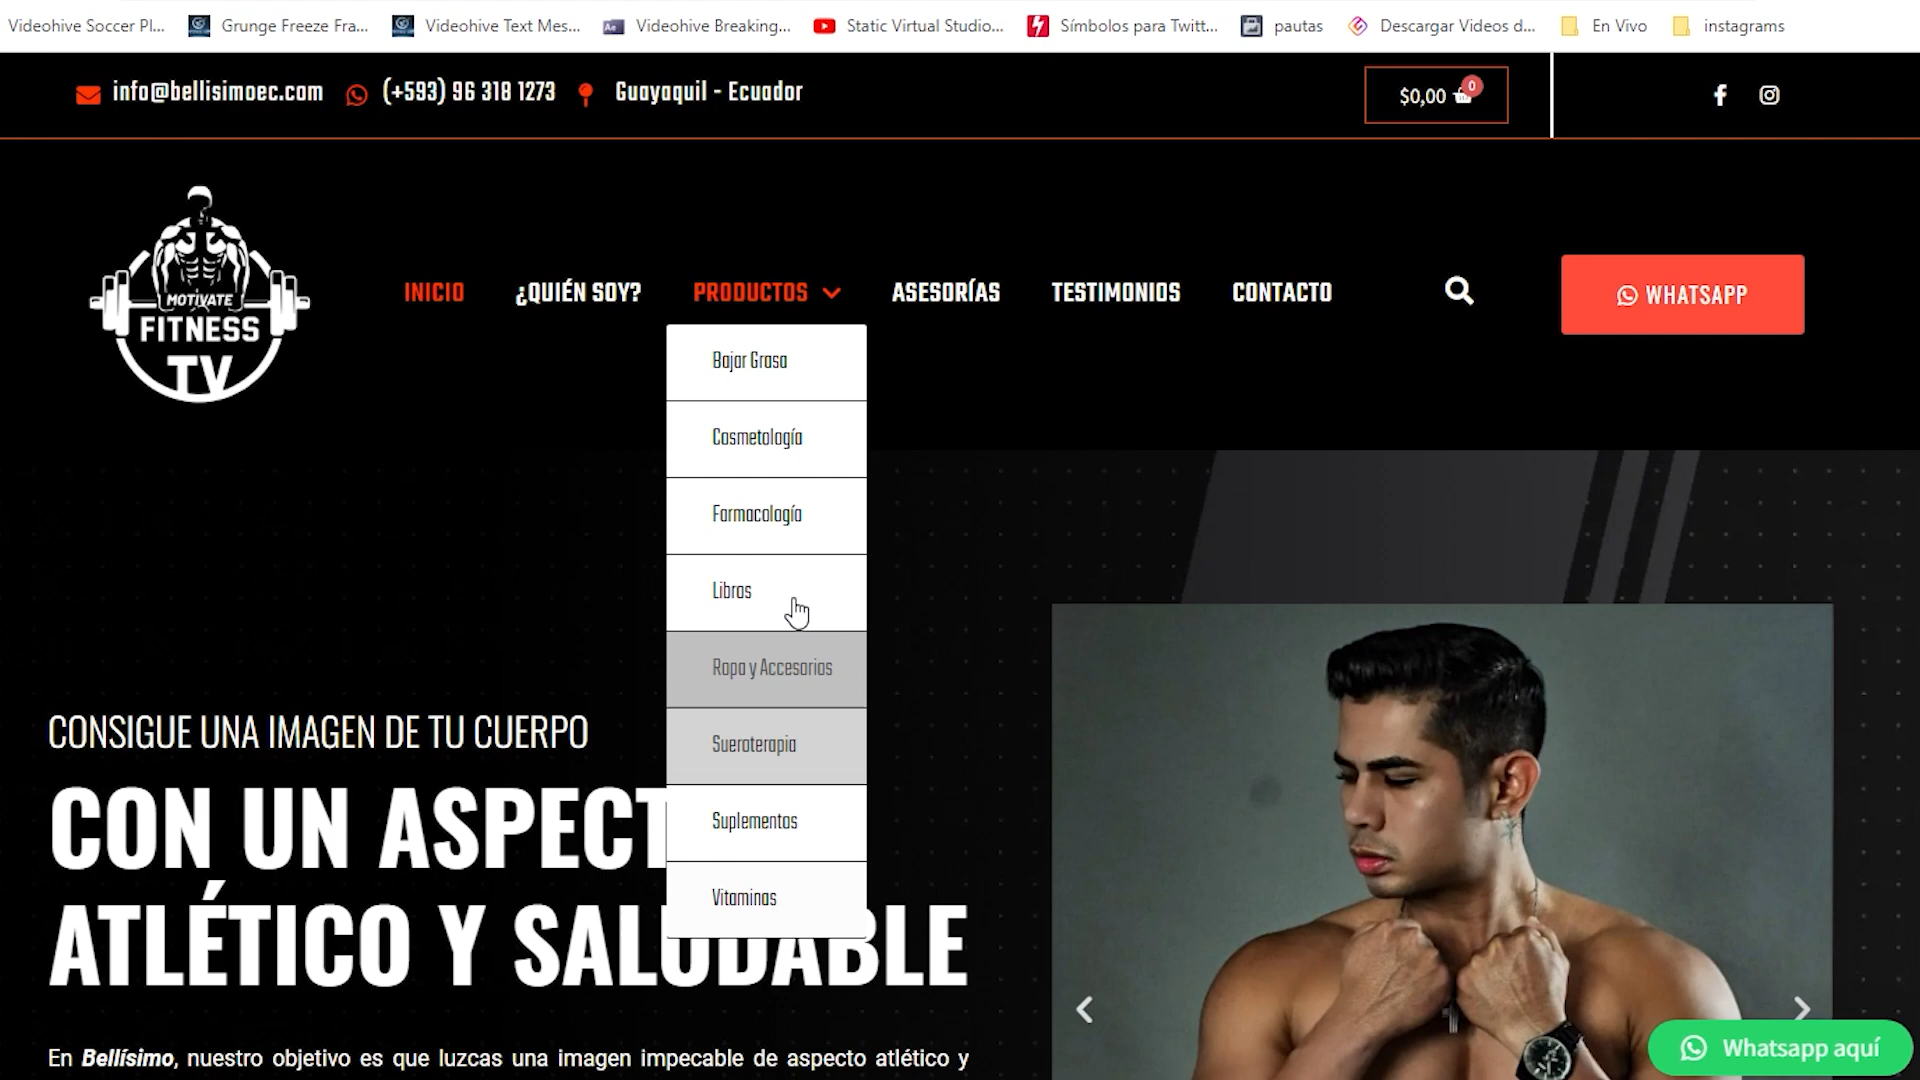 Videohive Soccer Pl...
Grunge Freeze Fra...
Videohive Text Mes...
Ae
Videohive Breaking...
Static Virtual Studio...
Símbolos para Twitt...
pautas
Descargar Videos d...
En Vivo
instagrams
info@bellisimoec.com
(+593) 96 318 1273
Guayaquil - Ecuador
$0,00
0
MOTIVATE
FITNESS
TV
INICIO
¿QUIÉN SOY?
PRODUCTOS
ASESORÍAS
TESTIMONIOS
CONTACTO
WHATSAPP
Bajar Grasa
Cosmetología
Farmacología
Libros
Ropa y Accesorios
Sueroterapia
Suplementos
Vitaminas
CONSIGUE UNA IMAGEN DE TU CUERPO
CON UN ASPECT
ATLÉTICO Y SALUDABLE
En Bellísimo, nuestro objetivo es que luzcas una imagen impecable de aspecto atlético y
Whatsapp aquí